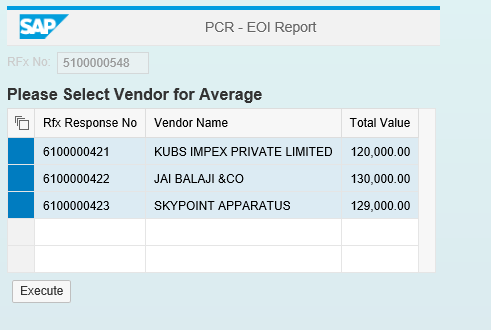 SAP
PCR - EOI Report
RFx No: 5100000548
Please Select Vendor for Average
Rfx Response No Vendor Name Total Value
6100000421 KUBS IMPEX PRIVATE LIMITED 120,000.00
6100000422 JAI BALAJI &CO 130,000.00
6100000423 SKYPOINT APPARATUS 129,000.00
Execute